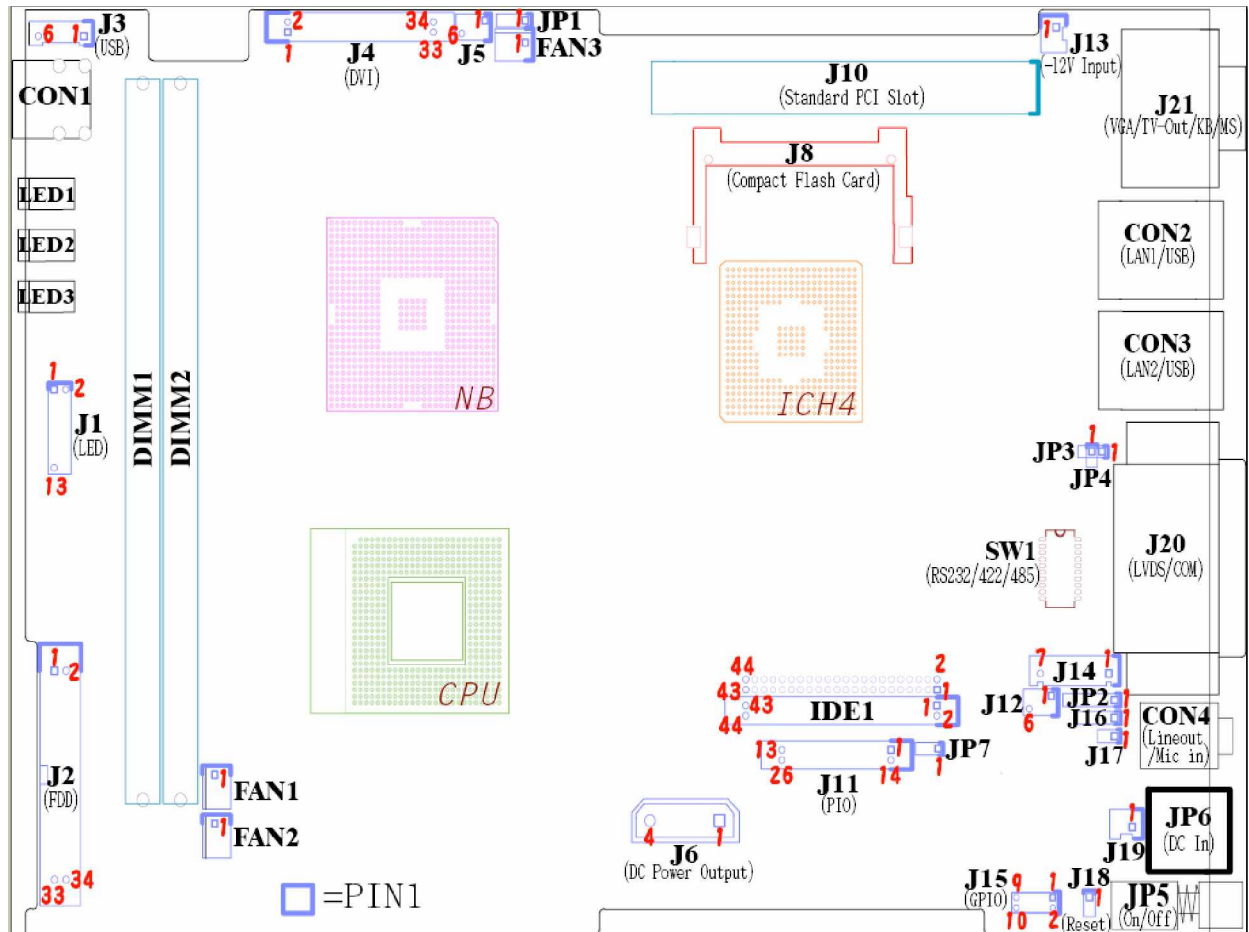 6 1 J3
(USB)
2 34
1 33
J4
(DVI)
1
6
J5
1 JP1
1 FAN3
1
J13
(-12V Input)
CON1
J10
(Standard PCI Slot)
J21
(VGA/TV-Out/KB/MS)
J8
(Compact Flash Card)
LED1
LED2
LED3
CON2
(LAN1/USB)
CON3
(LAN2/USB)
NB
ICH4
DIMM1
DIMM2
1 2
J1
(LED)
13
1
JP3 1
JP4
SW1
(RS232/422/485)
J20
(LVDS/COM)
CPU
1 2
J2
(FDD)
33 34
44 2
43 1
43 IDE1 1
44 2
7 J14 1
J12 1
6
JP2 1
J16 1
J17 1
CON4
(Lineout
/Mic in)
13 1
26 14
J11
(PIO)
JP7
1
1 FAN1
1 FAN2
4 1
J6
(DC Power Output)
1
J19
JP6
(DC In)
=PIN1
J15
(GPIO)
9 1
10 2
J18
1
(Reset)
JP5
(On/Off)